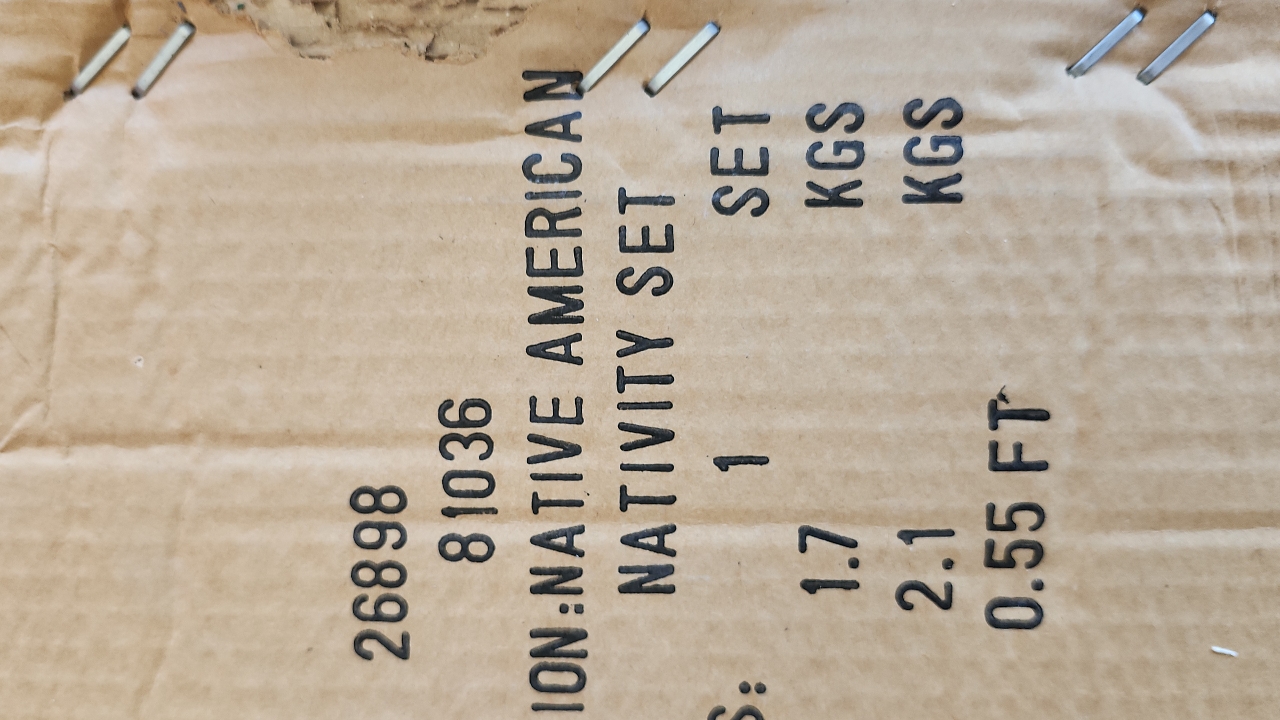 26898
81036
ION:NATIVE AMERICAN
NATIVITY SET
S: 1 SET
1.7 KGS
2.1 KGS
0.55 FT